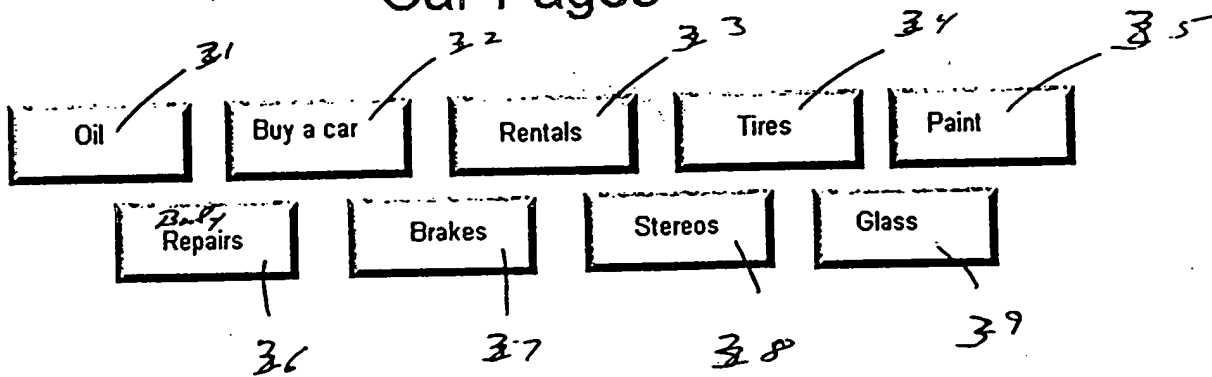 Car Pages
31 32 33 34 35
Oil Buy a car Rentals Tires Paint
Body
Repairs Brakes Stereos Glass
36 37 38 39